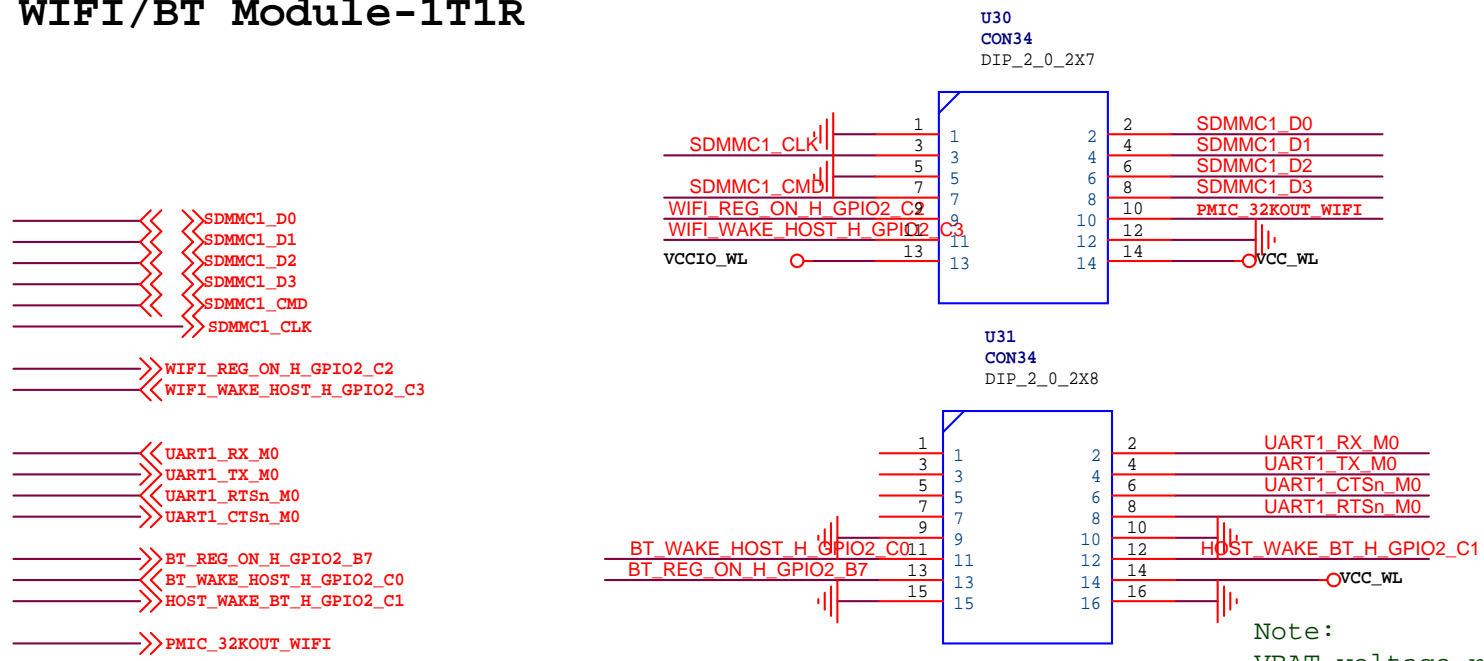 WIFI/BT Module-1T1R
SDMMC1_D0
SDMMC1_D1
SDMMC1_D2
SDMMC1_D3
SDMMC1_CMD
SDMMC1_CLK
WIFI_REG_ON_H_GPIO2_C2
WIFI_WAKE_HOST_H_GPIO2_C3
UART1_RX_M0
UART1_TX_M0
UART1_RTSn_M0
UART1_CTSn_M0
BT_REG_ON_H_GPIO2_B7
BT_WAKE_HOST_H_GPIO2_C0
HOST_WAKE_BT_H_GPIO2_C1
PMIC_32KOUT_WIFI
U30
CON34
DIP_2_0_2X7
1 1 2 2 SDMMC1_D0
SDMMC1_CLK 3 3 4 4 SDMMC1_D1
5 5 6 6 SDMMC1_D2
SDMMC1_CMD 7 7 8 8 SDMMC1_D3
WIFI_REG_ON_H_GPIO2_C2 9 9 10 10 PMIC_32KOUT_WIFI
WIFI_WAKE_HOST_H_GPIO2_C3 11 11 12 12
VCCIO_WL 13 13 14 14 VCC_WL
U31
CON34
DIP_2_0_2X8
1 1 2 2 UART1_RX_M0
3 3 4 4 UART1_TX_M0
5 5 6 6 UART1_CTSn_M0
7 7 8 8 UART1_RTSn_M0
9 9 10 10
BT_WAKE_HOST_H_GPIO2_C0 11 11 12 12 HOST_WAKE_BT_H_GPIO2_C1
BT_REG_ON_H_GPIO2_B7 13 13 14 14 VCC_WL
15 15 16 16
Note:
VBAT voltage